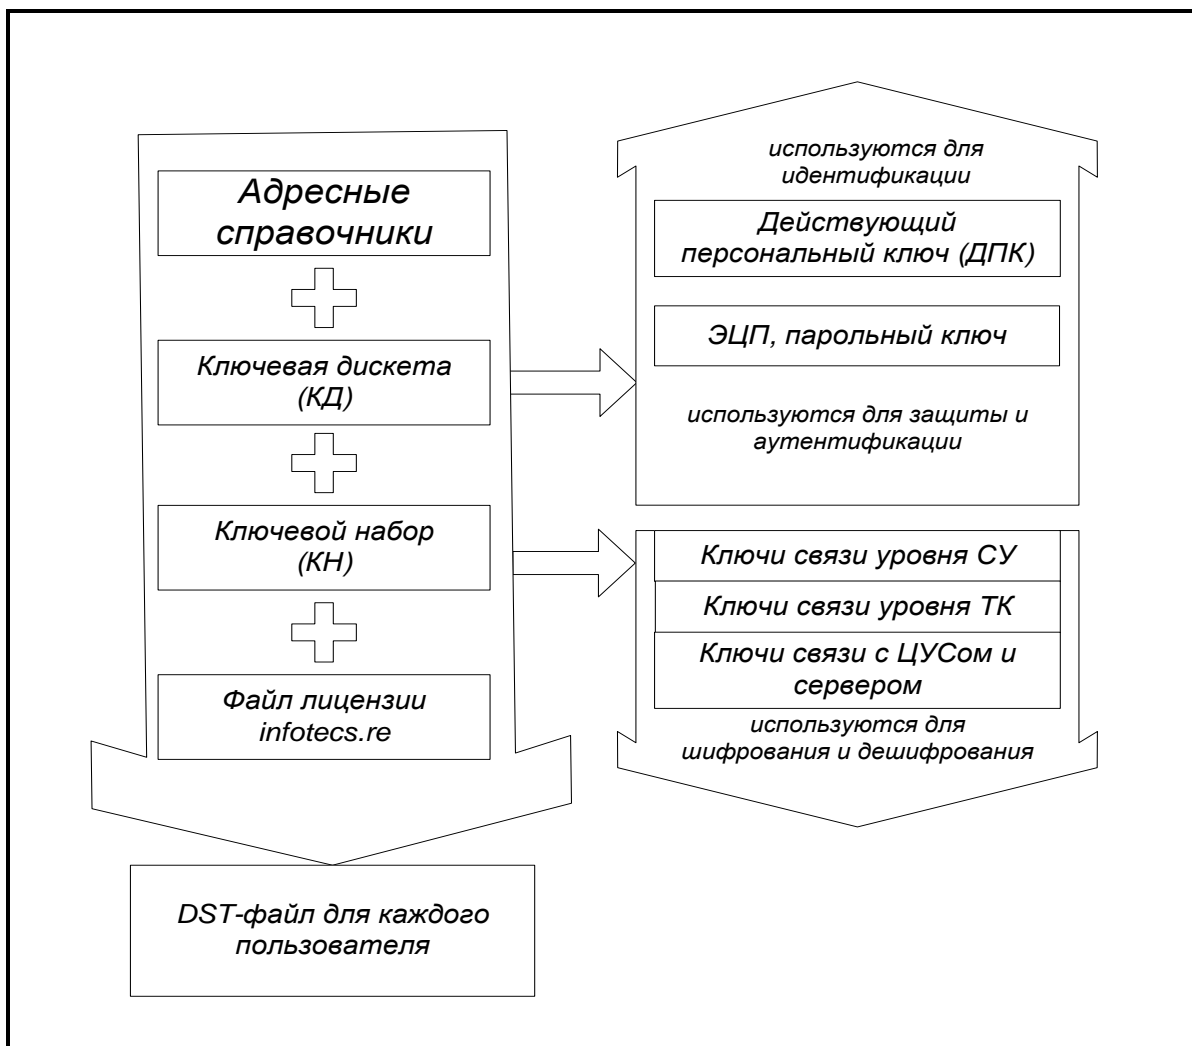 Адресные
справочники
Ключевая дискета
(КД)
Ключевой набор
(КН)
Файл лицензии
infotecs.re
DST-файл для каждого
пользователя
используются для
идентификации
Действующий
персональный ключ (ДПК)
ЭЦП, парольный ключ
используются для защиты и
аутентификации
Ключи связи уровня СУ
Ключи связи уровня ТК
Ключи связи с ЦУСом и
сервером
используются для
шифрования и дешифрования